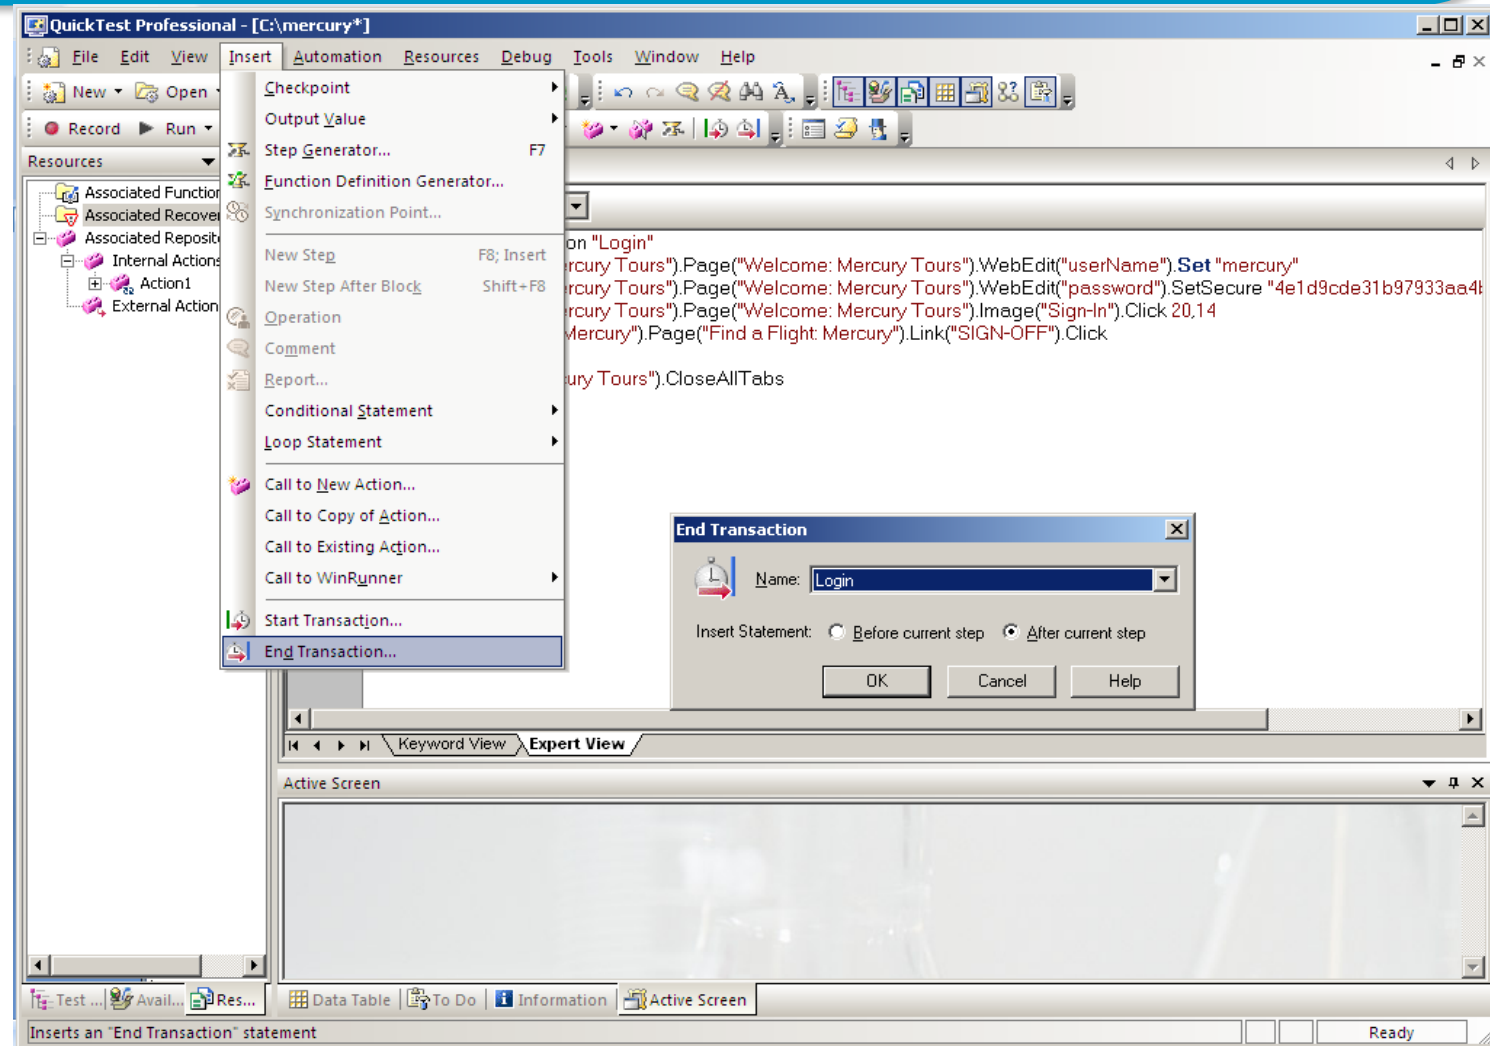 QuickTest Professional - [C:\mercury*]
File Edit View Insert Automation Resources Debug Tools Window Help
New Open
Record Run
Resources
Associated Function
Associated Recover
Associated Reposit
Internal Actions
Action1
External Action
Checkpoint
Output Value
Step Generator... F7
Function Definition Generator...
Synchronization Point...
New Step F8; Insert
New Step After Block Shift+F8
Operation
Comment
Report...
Conditional Statement
Loop Statement
Call to New Action...
Call to Copy of Action...
Call to Existing Action...
Call to WinRunner
Start Transaction...
End Transaction...
on "Login"
rcury Tours").Page("Welcome: Mercury Tours").WebEdit("userName").Set "mercury"
rcury Tours").Page("Welcome: Mercury Tours").WebEdit("password").SetSecure "4e1d9cde31b97933aa4
rcury Tours").Page("Welcome: Mercury Tours").Image("Sign-In").Click 20,14
Mercury").Page("Find a Flight: Mercury").Link("SIGN-OFF").Click
ury Tours").CloseAllTabs
End Transaction
Name: Login
Insert Statement: Before current step After current step
OK Cancel Help
Keyword View Expert View
Active Screen
Test ... Avail... Res...
Data Table To Do Information Active Screen
Inserts an "End Transaction" statement Ready